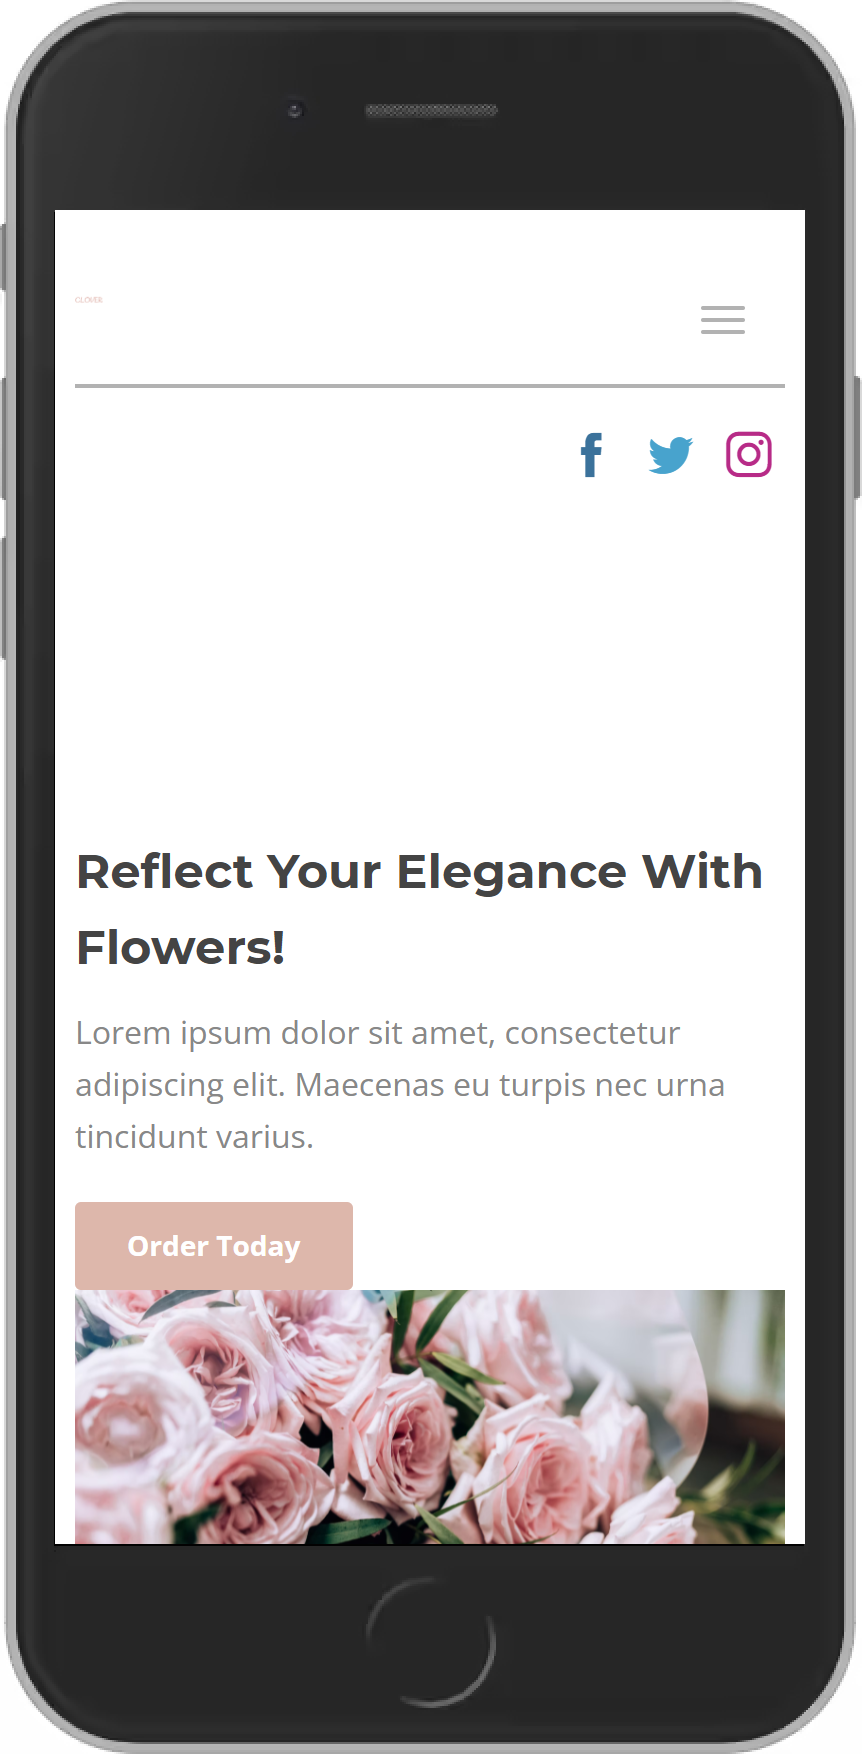 CLOVER
Reflect Your Elegance With
Flowers!
Lorem ipsum dolor sit amet, consectetur
adipiscing elit. Maecenas eu turpis nec urna
tincidunt varius.
Order Today